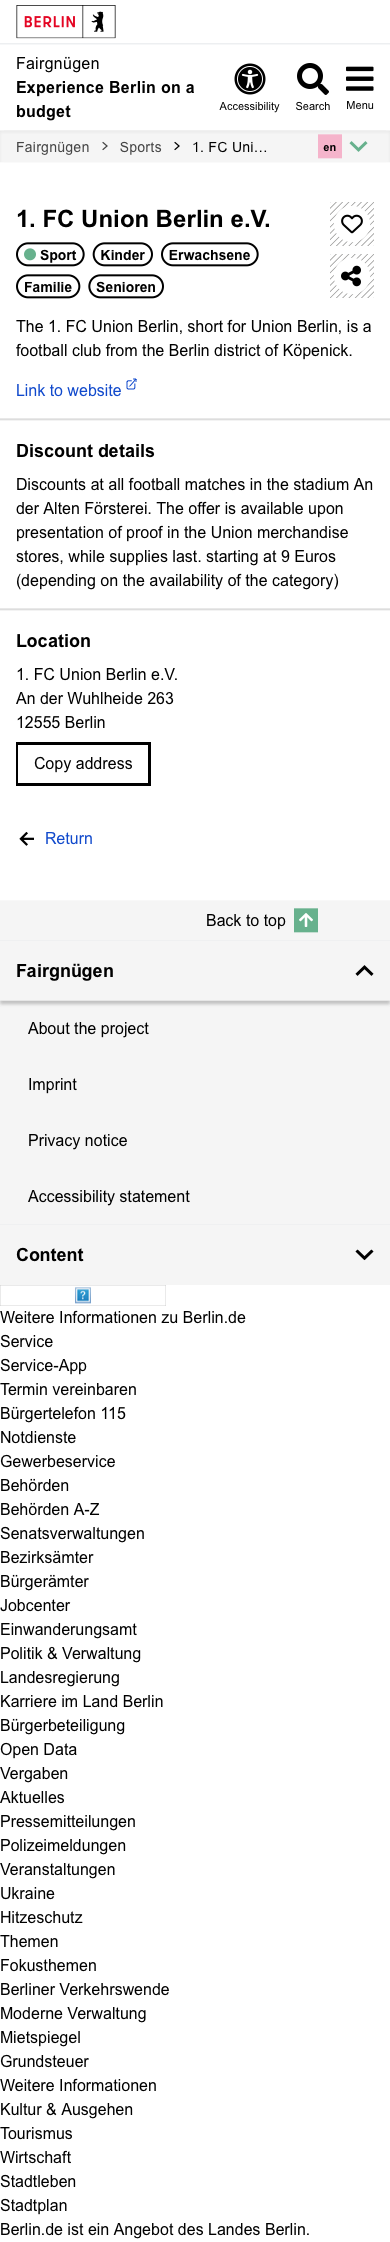 BERLIN
Fairgnügen
Experience Berlin on a
budget
Accessibility
Search
Menu
Fairgnügen > Sports > 1. FC Uni…
en
1. FC Union Berlin e.V.
Sport Kinder Erwachsene
Familie Senioren
The 1. FC Union Berlin, short for Union Berlin, is a
football club from the Berlin district of Köpenick.
Link to website
Discount details
Discounts at all football matches in the stadium An
der Alten Försterei. The offer is available upon
presentation of proof in the Union merchandise
stores, while supplies last. starting at 9 Euros
(depending on the availability of the category)
Location
1. FC Union Berlin e.V.
An der Wuhlheide 263
12555 Berlin
Copy address
Return
Back to top
Fairgnügen
About the project
Imprint
Privacy notice
Accessibility statement
Content
?
Weitere Informationen zu Berlin.de
Service
Service-App
Termin vereinbaren
Bürgertelefon 115
Notdienste
Gewerbeservice
Behörden
Behörden A-Z
Senatsverwaltungen
Bezirksämter
Bürgerämter
Jobcenter
Einwanderungsamt
Politik & Verwaltung
Landesregierung
Karriere im Land Berlin
Bürgerbeteiligung
Open Data
Vergaben
Aktuelles
Pressemitteilungen
Polizeimeldungen
Veranstaltungen
Ukraine
Hitzeschutz
Themen
Fokusthemen
Berliner Verkehrswende
Moderne Verwaltung
Mietspiegel
Grundsteuer
Weitere Informationen
Kultur & Ausgehen
Tourismus
Wirtschaft
Stadtleben
Stadtplan
Berlin.de ist ein Angebot des Landes Berlin.